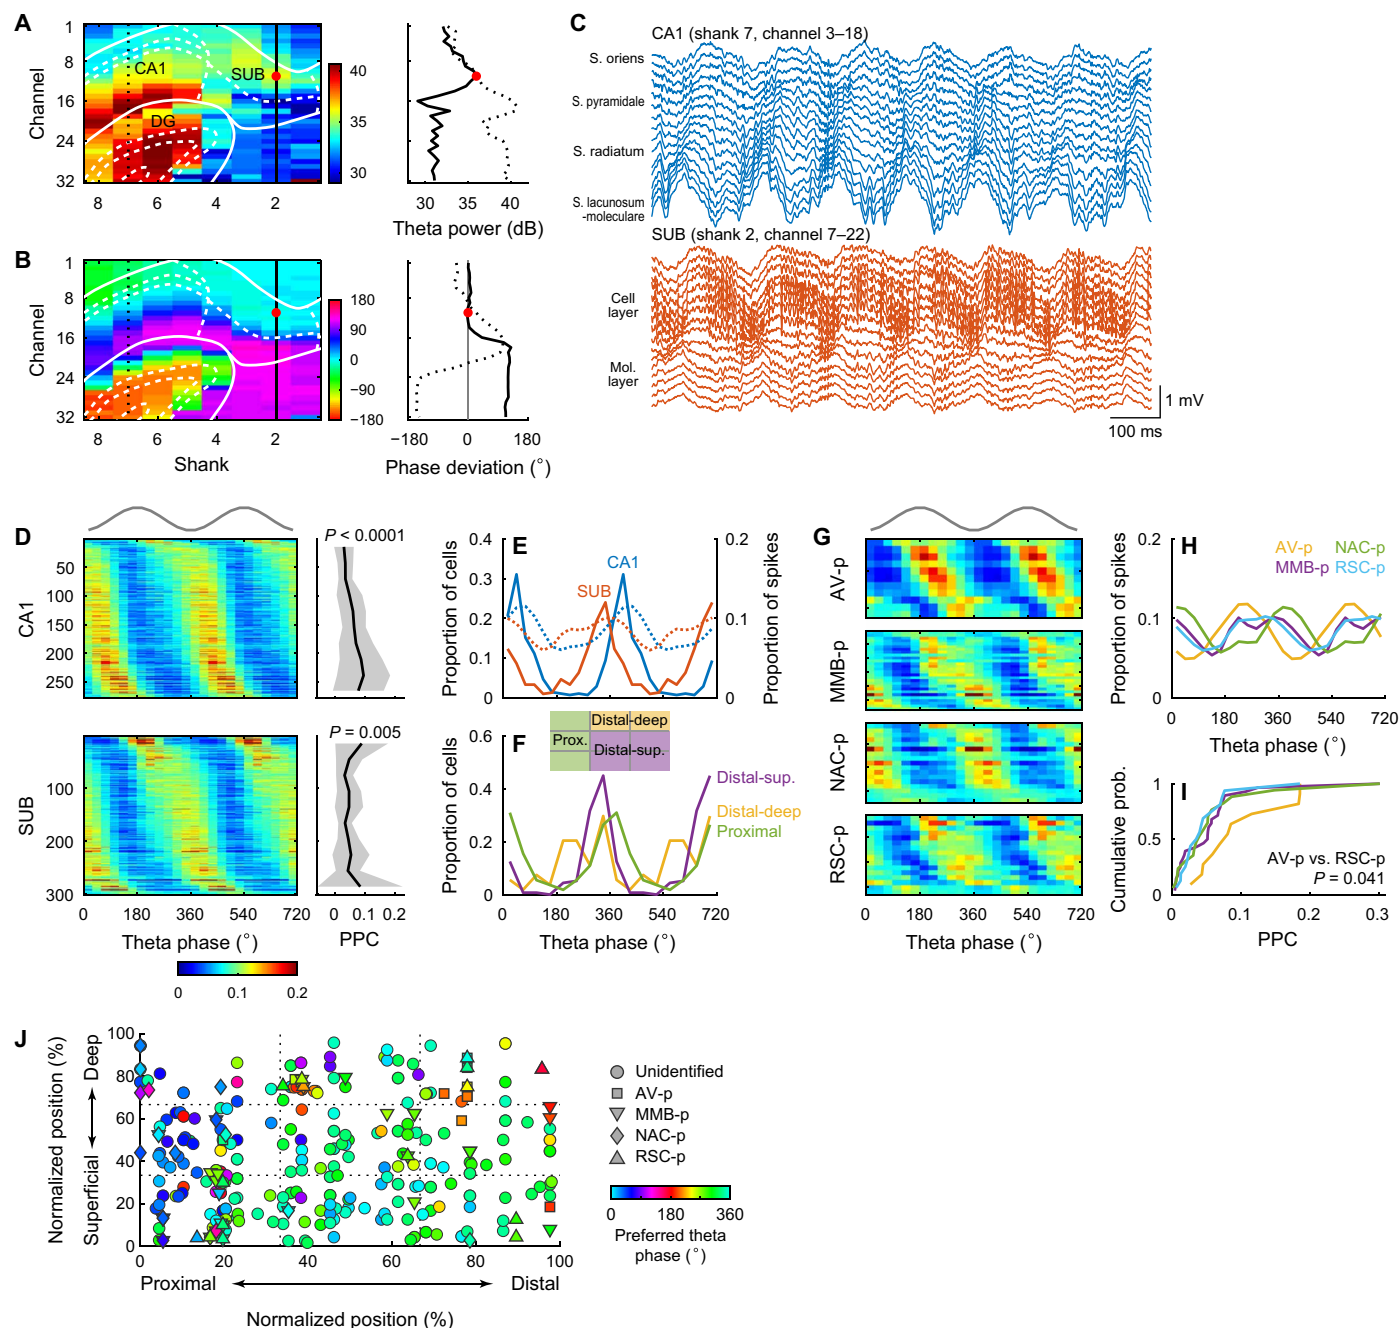 A
Channel
1
8
16
24
32
8
6
4
2
CA1
SUB
DG
40
35
30
28
35
42
Theta power (dB)
B
Channel
1
8
16
24
32
8
6
4
2
Shank
180
90
0
−90
−180
−180
0
180
Phase deviation (°)
C
CA1 (shank 7, channel 3–18)
S. oriens
S. pyramidale
S. radiatum
S. lacunosum
-moleculare
SUB (shank 2, channel 7–22)
Cell
layer
Mol.
layer
1 mV
100 ms
D
CA1
50
100
150
200
250
P < 0.0001
SUB
100
200
300
P = 0.005
0
180
360
540
720
Theta phase (°)
0
0.1
0.2
PPC
0
0.1
0.2
E
Proportion of cells
0.4
0.3
0.2
0.1
0
CA1
SUB
0.2
0.1
0
Proportion of spikes
F
Proportion of cells
0.6
0.4
0.2
0
Distal-deep
Prox.
Distal-sup.
Distal-sup.
Distal-deep
Proximal
0
180
360
540
720
Theta phase (°)
G
AV-p
MMB-p
NAC-p
RSC-p
0
180
360
540
720
Theta phase (°)
H
Proportion of spikes
0.2
0.1
0
AV-p NAC-p
MMB-p RSC-p
0
180
360
540
720
Theta phase (°)
I
Cumulative prob.
1
0.5
0
AV-p vs. RSC-p
P = 0.041
0
0.1
0.2
0.3
PPC
J
Normalized position (%)
Superficial
Deep
100
80
60
40
20
0
0
20
40
60
80
100
Proximal
Distal
Normalized position (%)
Unidentified
AV-p
MMB-p
NAC-p
RSC-p
0
180
360
Preferred theta
phase (°)